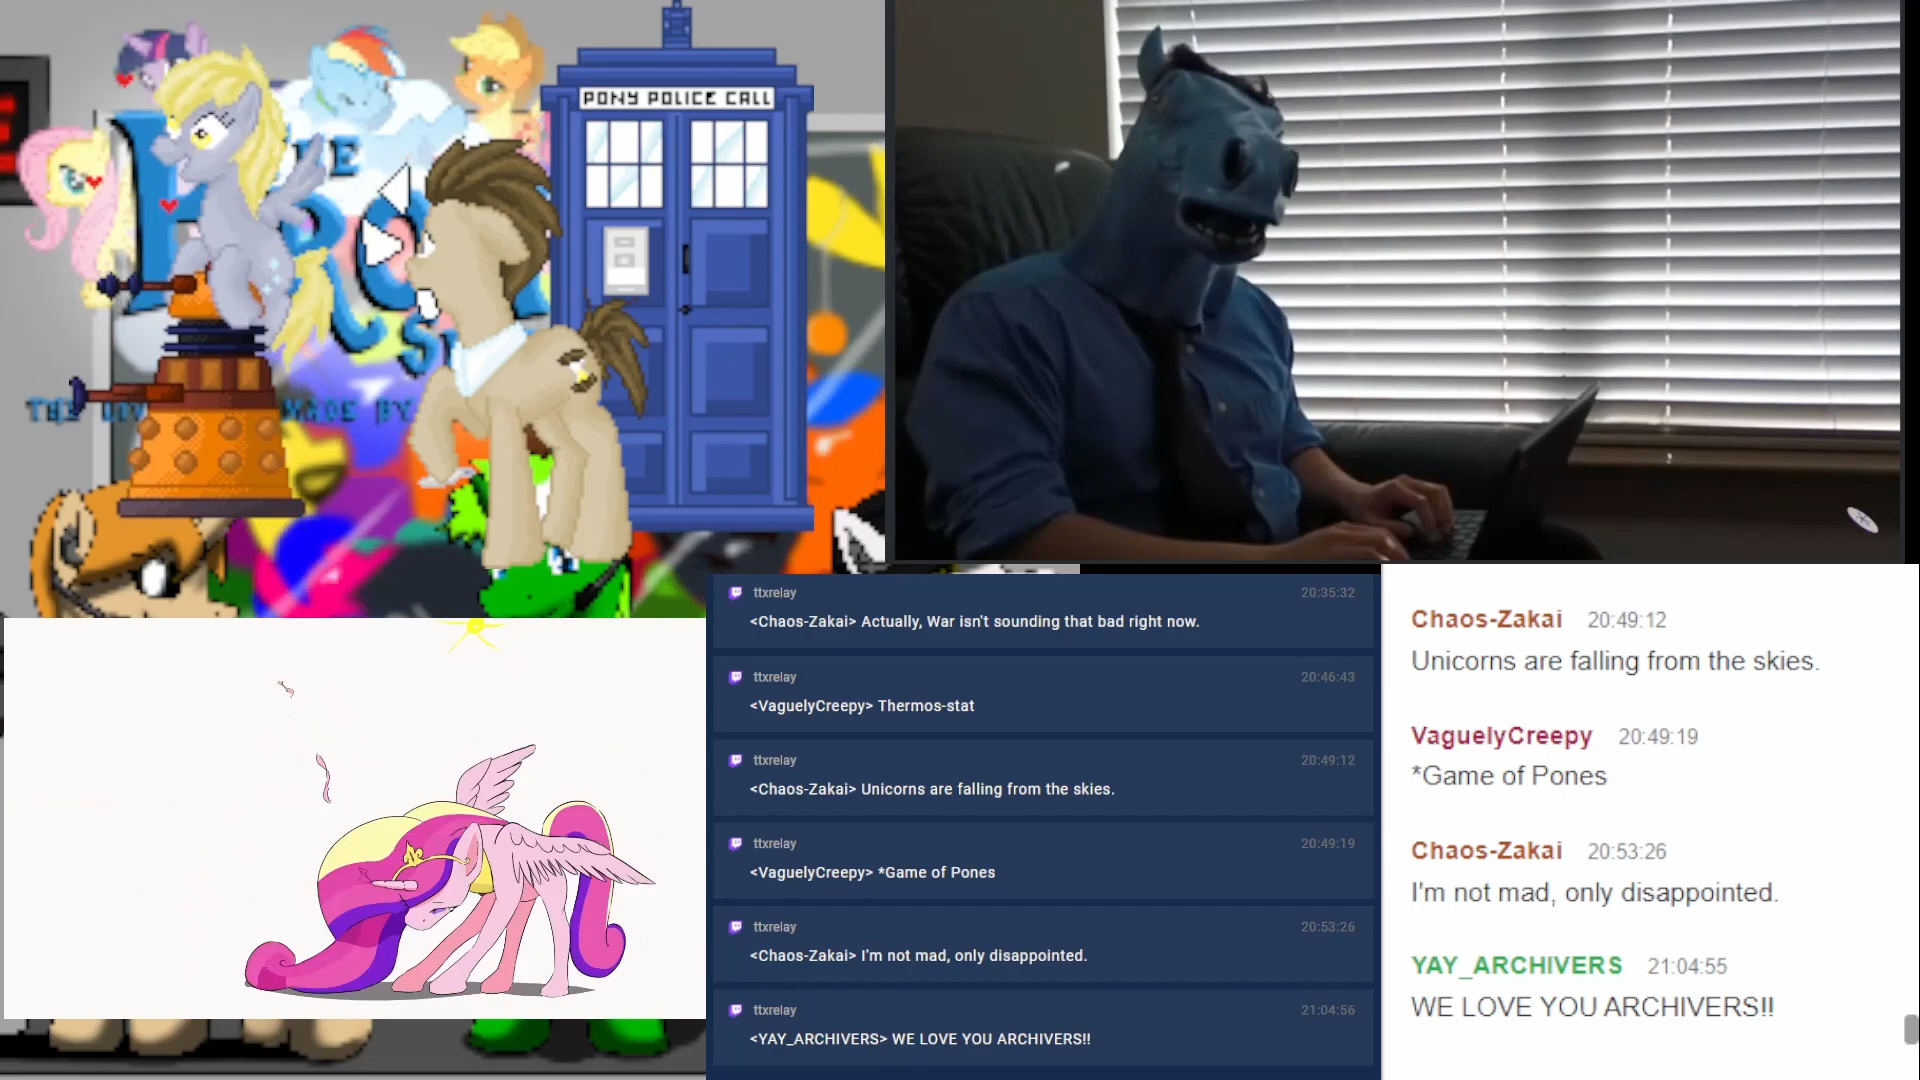 PONY POLICE CALL
THE
MADE BY
ttxrelay 20:35:32
<Chaos-Zakai> Actually, War isn't sounding that bad right now.
ttxrelay 20:46:43
<VaguelyCreepy> Thermos-stat
ttxrelay 20:49:12
<Chaos-Zakai> Unicorns are falling from the skies.
ttxrelay 20:49:19
<VaguelyCreepy> *Game of Pones
ttxrelay 20:53:26
<Chaos-Zakai> I'm not mad, only disappointed.
ttxrelay 21:04:56
<YAY_ARCHIVERS> WE LOVE YOU ARCHIVERS!!
Chaos-Zakai 20:49:12
Unicorns are falling from the skies.
VaguelyCreepy 20:49:19
*Game of Pones
Chaos-Zakai 20:53:26
I'm not mad, only disappointed.
YAY_ARCHIVERS 21:04:55
WE LOVE YOU ARCHIVERS!!